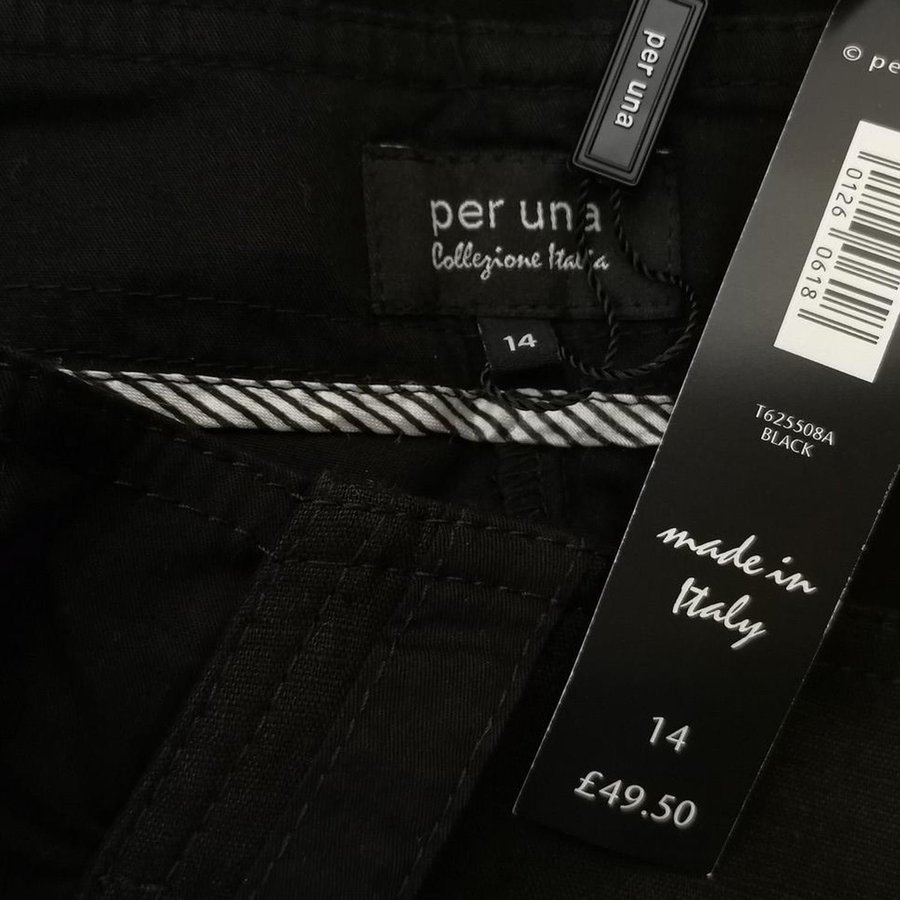 per una
per una
Collezione Italia
14
© pe
0126 0618
T625508A
BLACK
made in
Italy
14
£49.50